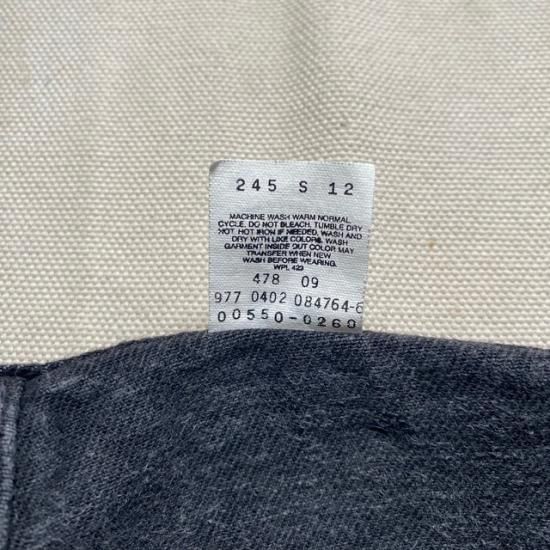 245 S 12
MACHINE WASH WARM NORMAL
CYCLE. DO NOT BLEACH. TUMBLE DRY
HOT. HOT IRON IF NEEDED. WASH AND
DRY WITH LIKE COLORS. WASH
GARMENT INSIDE OUT COLOR MAY
TRANSFER WHEN NEW
WASH BEFORE WEARING.
WPL 423
478 09
977 0402 084764-6
00550-0260